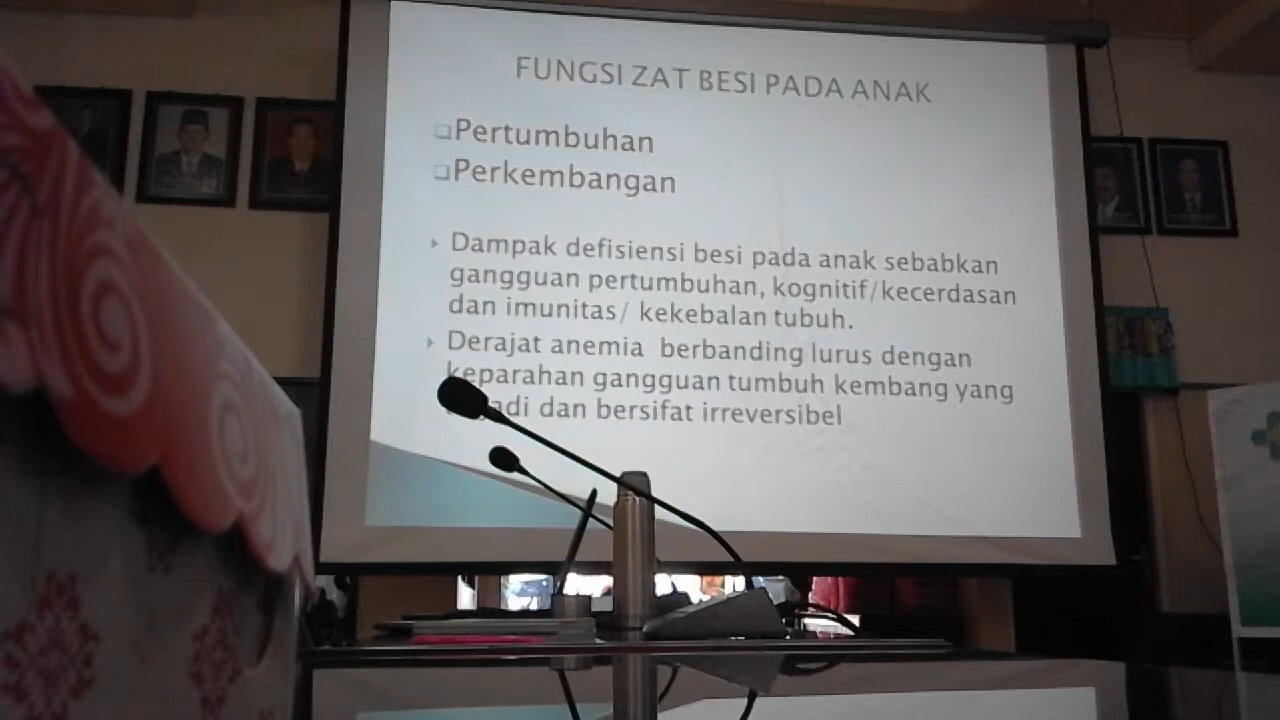 FUNGSI ZAT BESI PADA ANAK
Pertumbuhan
Perkembangan
Dampak defisiensi besi pada anak sebabkan
gangguan pertumbuhan, kognitif/kecerdasan
dan imunitas/ kekebalan tubuh.
Derajat anemia berbanding lurus dengan
keparahan gangguan tumbuh kembang yang
dan bersifat irreversibel